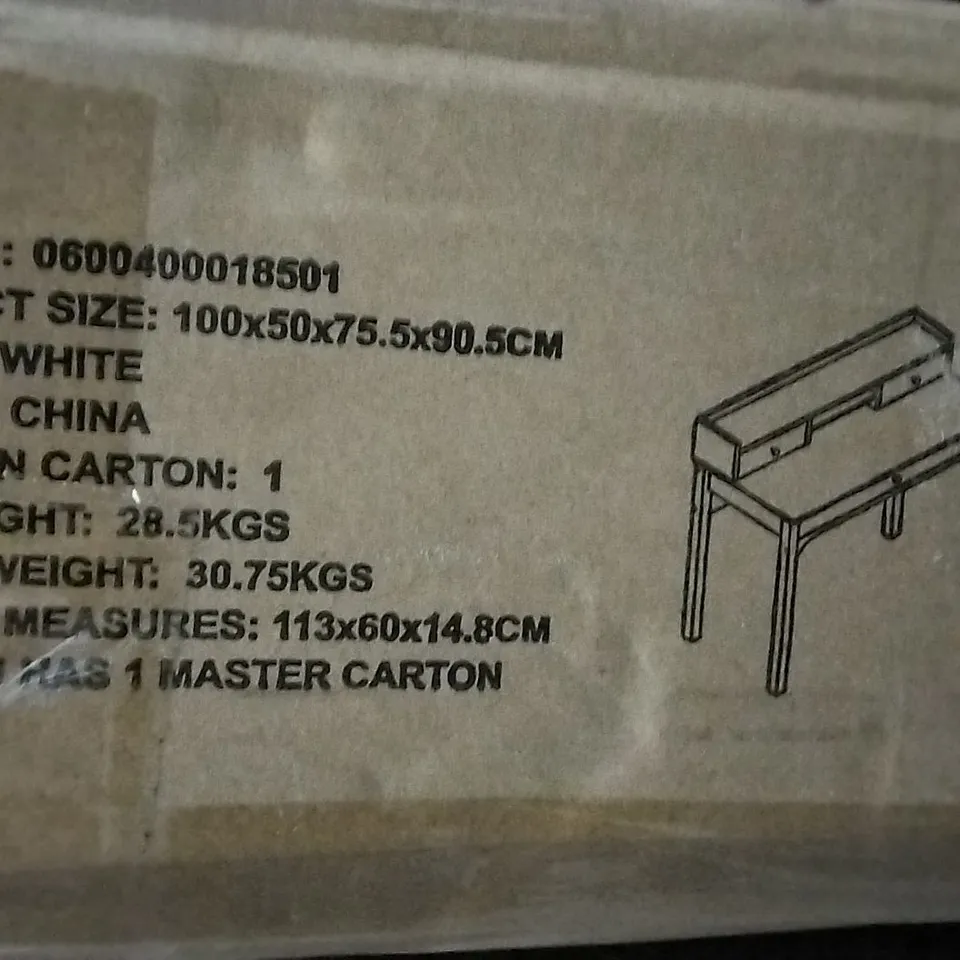 : 0600400018501
CT SIZE: 100x50x75.5x90.5CM
WHITE
CHINA
N CARTON: 1
GHT: 28.5KGS
WEIGHT: 30.75KGS
MEASURES: 113x60x14.8CM
HAS 1 MASTER CARTON